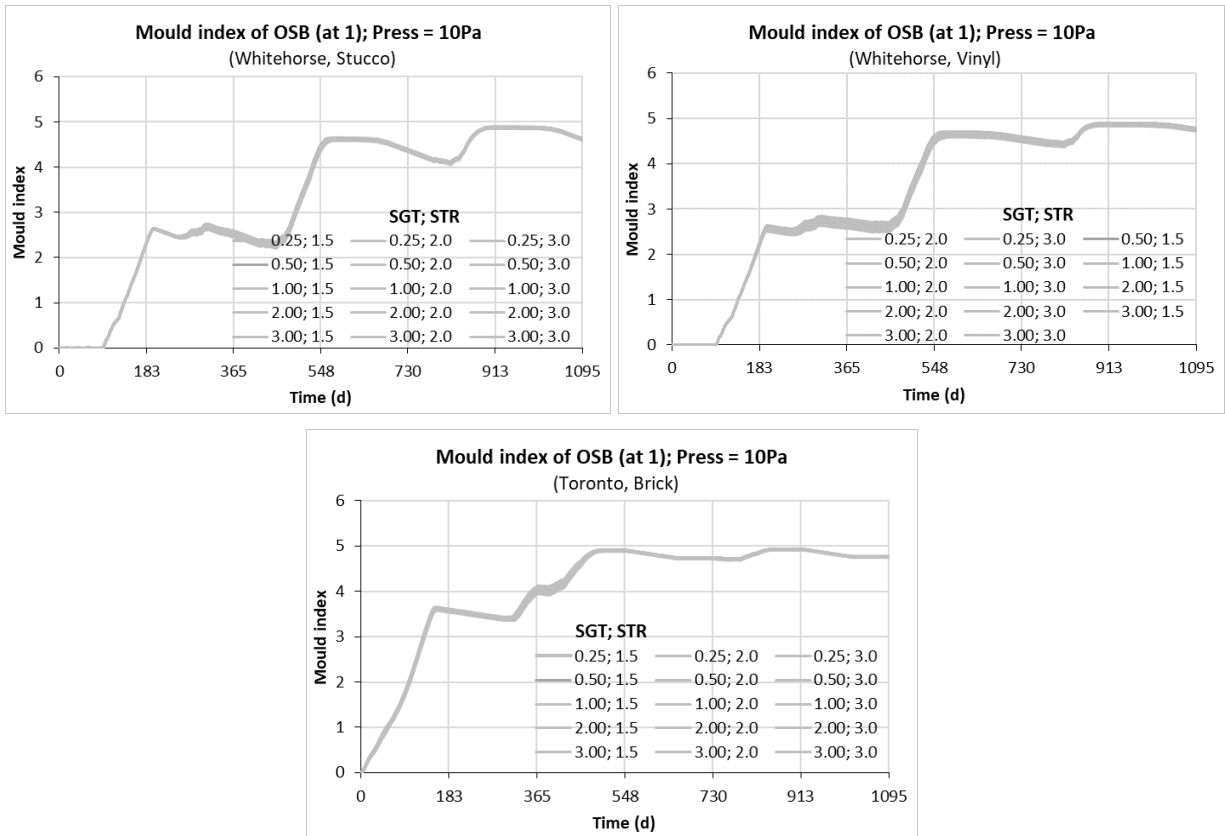 Mould index of OSB (at 1); Press = 10Pa
(Whitehorse, Stucco)
6
5
4
3
2
1
0
Mould index
SGT; STR
0.25; 1.5 0.25; 2.0 0.25; 3.0
0.50; 1.5 0.50; 2.0 0.50; 3.0
1.00; 1.5 1.00; 2.0 1.00; 3.0
2.00; 1.5 2.00; 2.0 2.00; 3.0
3.00; 1.5 3.00; 2.0 3.00; 3.0
0 183 365 548 730 913 1095
Time (d)
Mould index of OSB (at 1); Press = 10Pa
(Whitehorse, Vinyl)
6
5
4
3
2
1
0
Mould index
SGT; STR
0.25; 2.0 0.25; 3.0 0.50; 1.5
0.50; 2.0 0.50; 3.0 1.00; 1.5
1.00; 2.0 1.00; 3.0 2.00; 1.5
2.00; 2.0 2.00; 3.0 3.00; 1.5
3.00; 2.0 3.00; 3.0
0 183 365 548 730 913 1095
Time (d)
Mould index of OSB (at 1); Press = 10Pa
(Toronto, Brick)
6
5
4
3
2
1
0
Mould index
SGT; STR
0.25; 1.5 0.25; 2.0 0.25; 3.0
0.50; 1.5 0.50; 2.0 0.50; 3.0
1.00; 1.5 1.00; 2.0 1.00; 3.0
2.00; 1.5 2.00; 2.0 2.00; 3.0
3.00; 1.5 3.00; 2.0 3.00; 3.0
0 183 365 548 730 913 1095
Time (d)